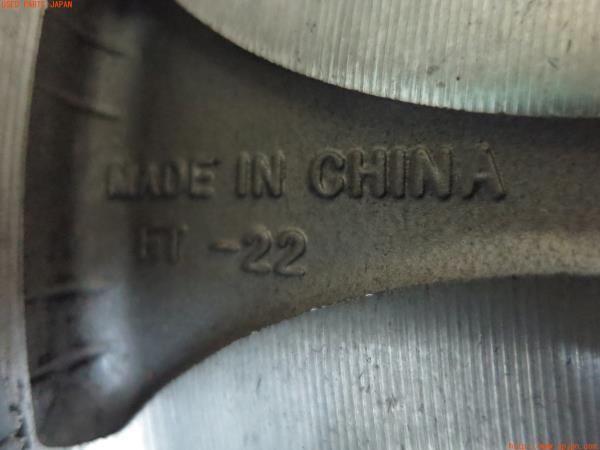 USED PARTS JAPAN
MADE IN CHINA
FT -22